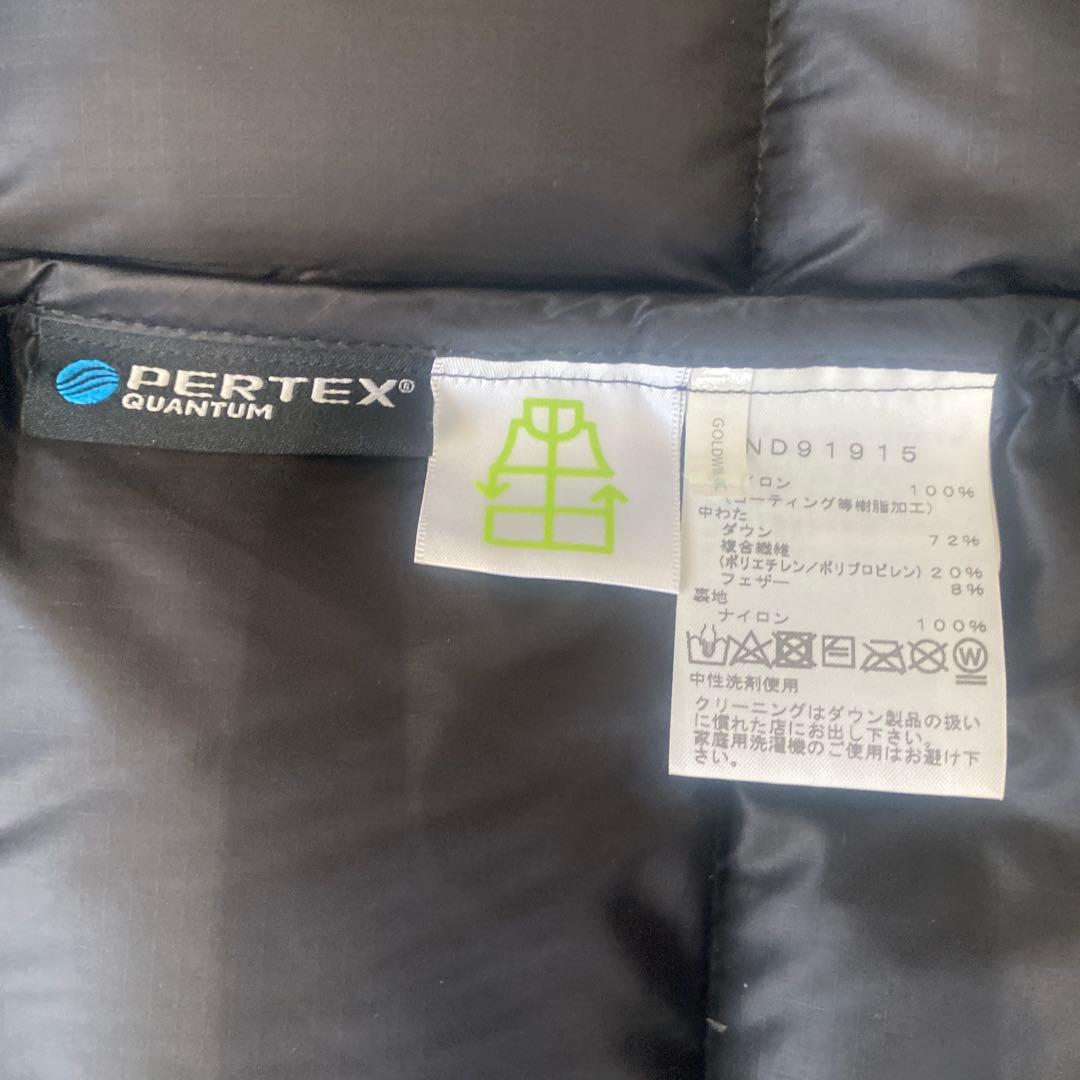 PERTEX®
QUANTUM
GOLDWIN
ND91915
イロン 100%
(コーティング等樹脂加工)
中わた
ダウン 72%
複合繊維
(ポリエチレン/ポリプロピレン) 20%
フェザー 8%
裏地
ナイロン 100%
W
中性洗剤使用
クリーニングはダウン製品の扱い
に慣れた店にお出し下さい。
家庭用洗濯機のご使用はお避け下
さい。